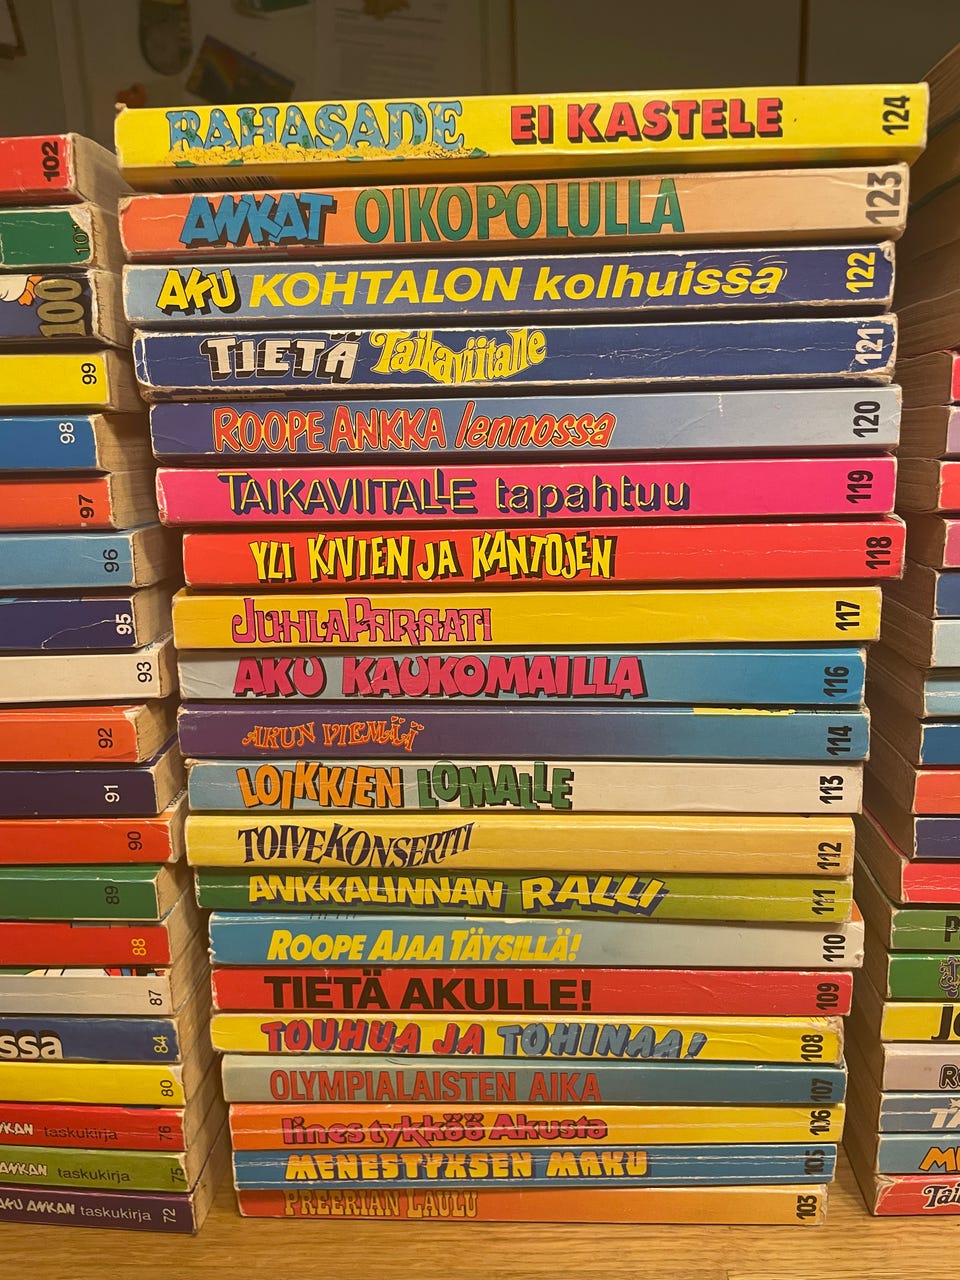 102
101
100
99
98
97
96
95
93
92
91
90
89
88
87
SSA 84
80
KAN taskukirja 76
ANKAN taskukirja 75
AKU ANKAN taskukirja 72
RAHASADE EI KASTELE 124
ANKAT OIKOPOLULLA 123
AKU KOHTALON kolhuissa 122
TIETÄ Taikaviitalle 121
ROOPE ANKKA lennossa 120
TAIKAVIITALLE tapahtuu 119
YLI KIVIEN JA KANTOJEN 118
JUHLAPARAATI 117
AKU KAUKOMAILLA 116
AKUN VIEMÄÄ 114
LOIKKIEN LOMALLE 113
TOIVEKONSERTTI 112
ANKKALINNAN RALLI 111
ROOPE AJAA TÄYSILLÄ! 110
TIETÄ AKULLE! 109
TOUHUA JA TOHINAA! 108
OLYMPIALAISTEN AIKA 107
Iines tykkää Akusta 106
MENESTYKSEN MAKU 105
PREERIAN LAULU 103